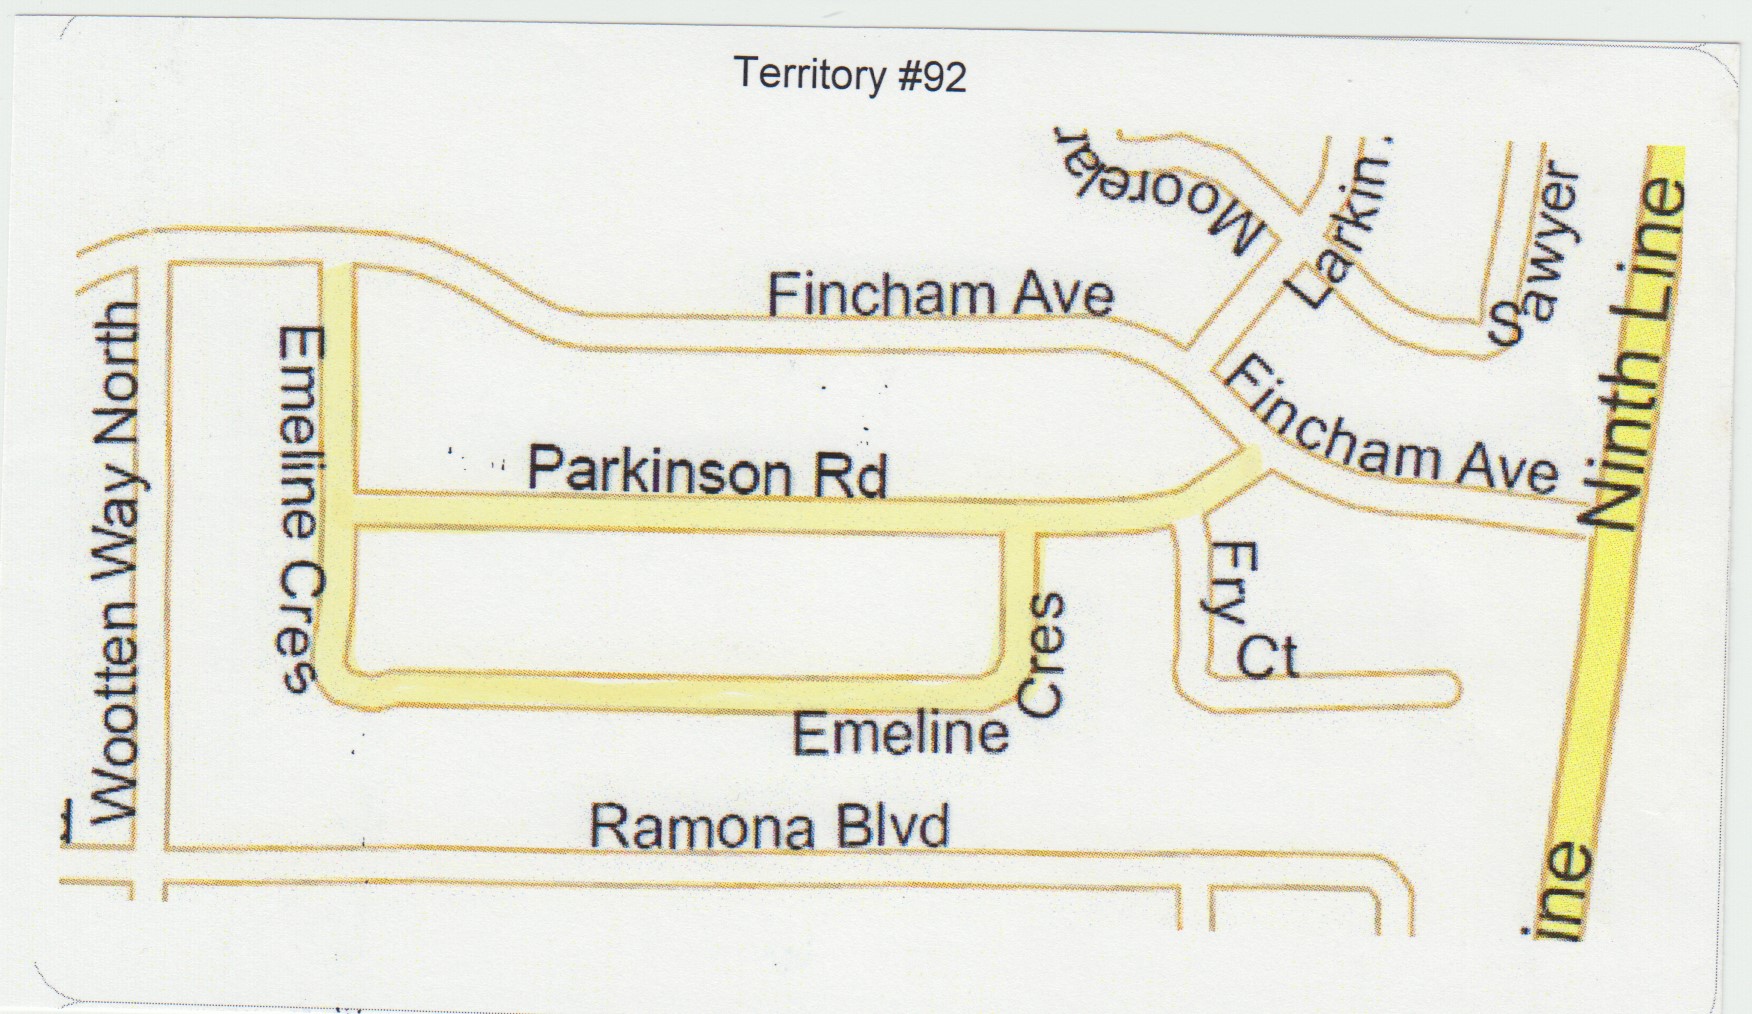 Territory #92
Moorelar
Larkin.
Sawyer
Ninth Line
Fincham Ave
Fincham Ave
Wootten Way North
Emeline Cres
Parkinson Rd
Fry Ct
Emeline Cres
Ramona Blvd
ine